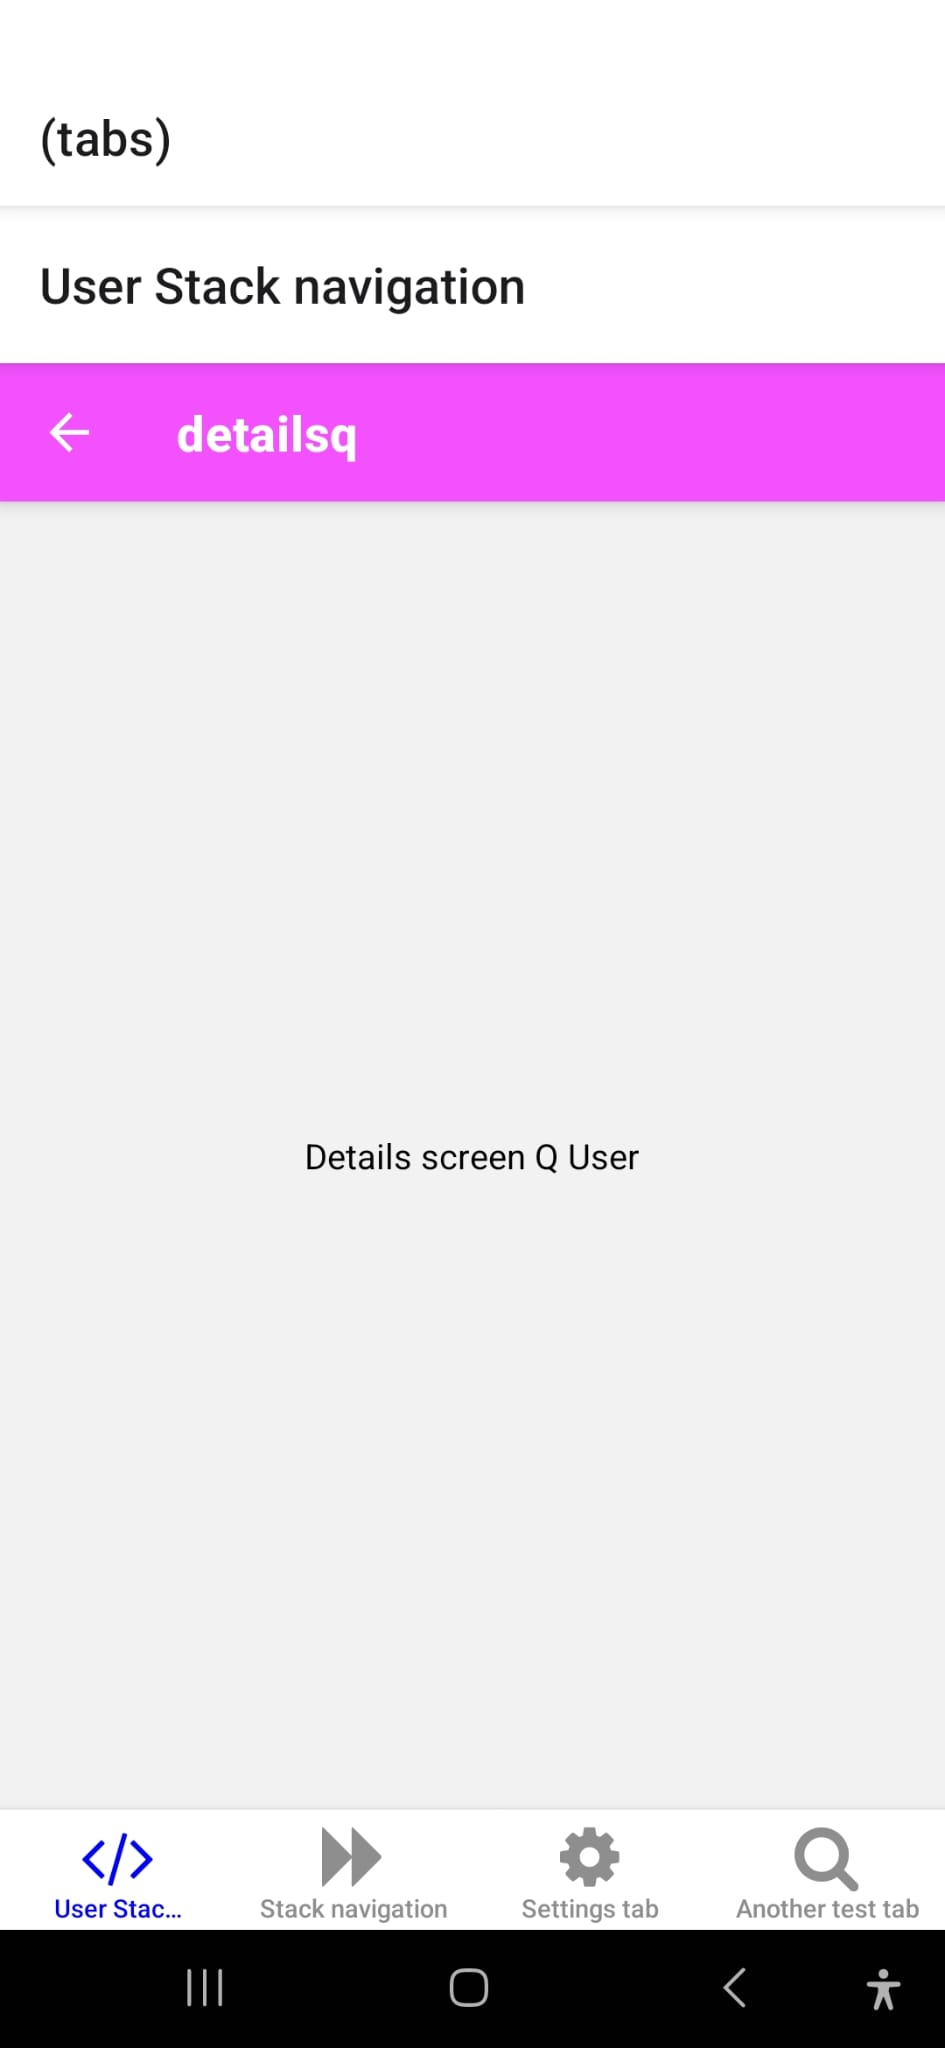 (tabs)
User Stack navigation
detailsq
Details screen Q User
User Stac...
Stack navigation
Settings tab
Another test tab